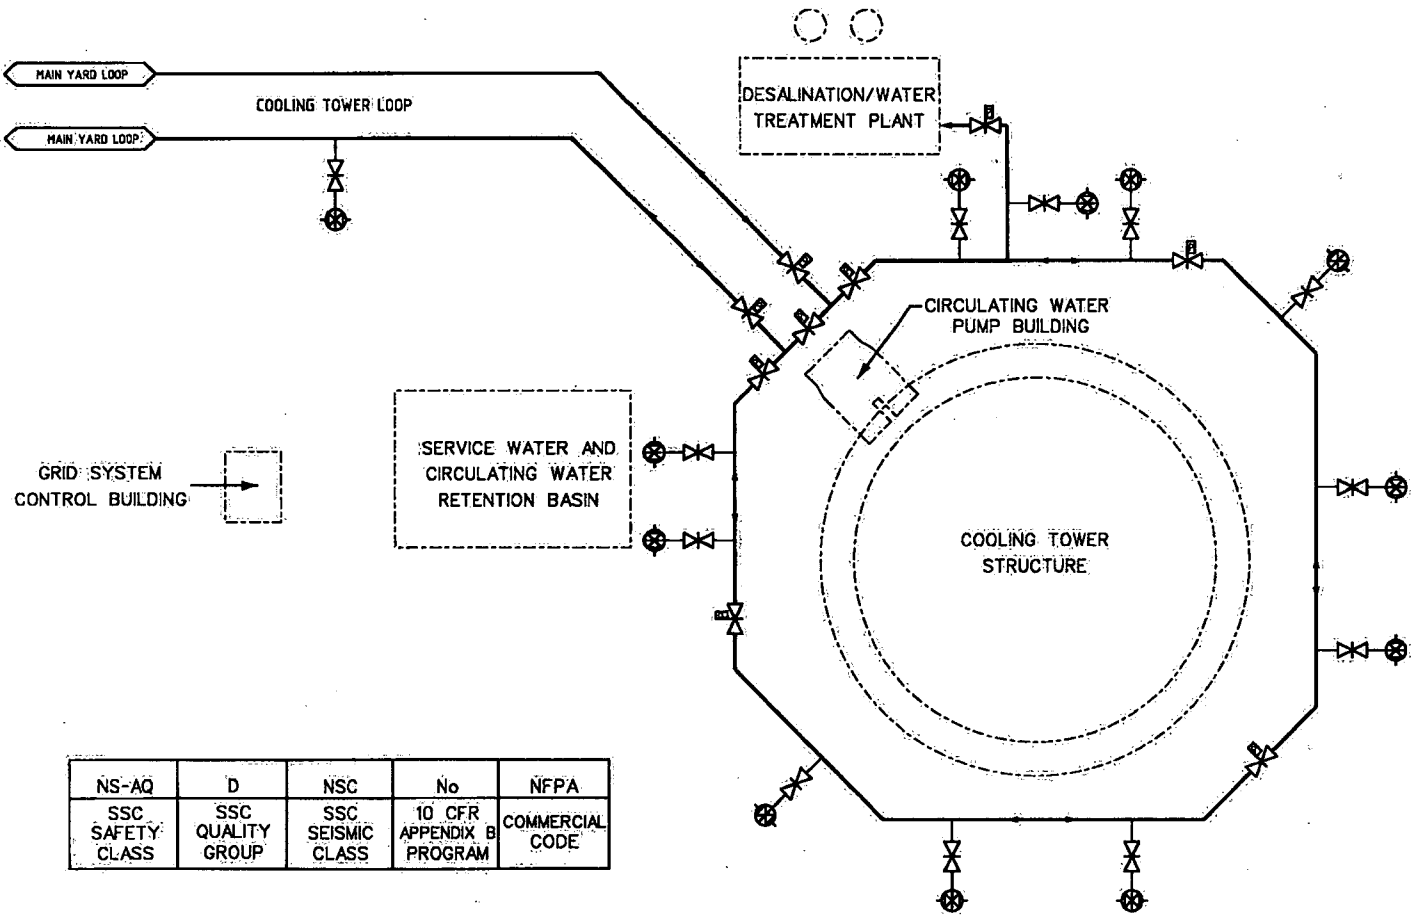 MAIN YARD LOOP
COOLING TOWER LOOP
MAIN YARD LOOP
DESALINATION/WATER
TREATMENT PLANT
CIRCULATING WATER
PUMP BUILDING
SERVICE WATER AND
CIRCULATING WATER
RETENTION BASIN
GRID SYSTEM
CONTROL BUILDING
COOLING TOWER
STRUCTURE
NS-AQ
D
NSC
No
NFPA
SSC
SAFETY
CLASS
SSC
QUALITY
GROUP
SSC
SEISMIC
CLASS
10 CFR
APPENDIX B
PROGRAM
COMMERCIAL
CODE